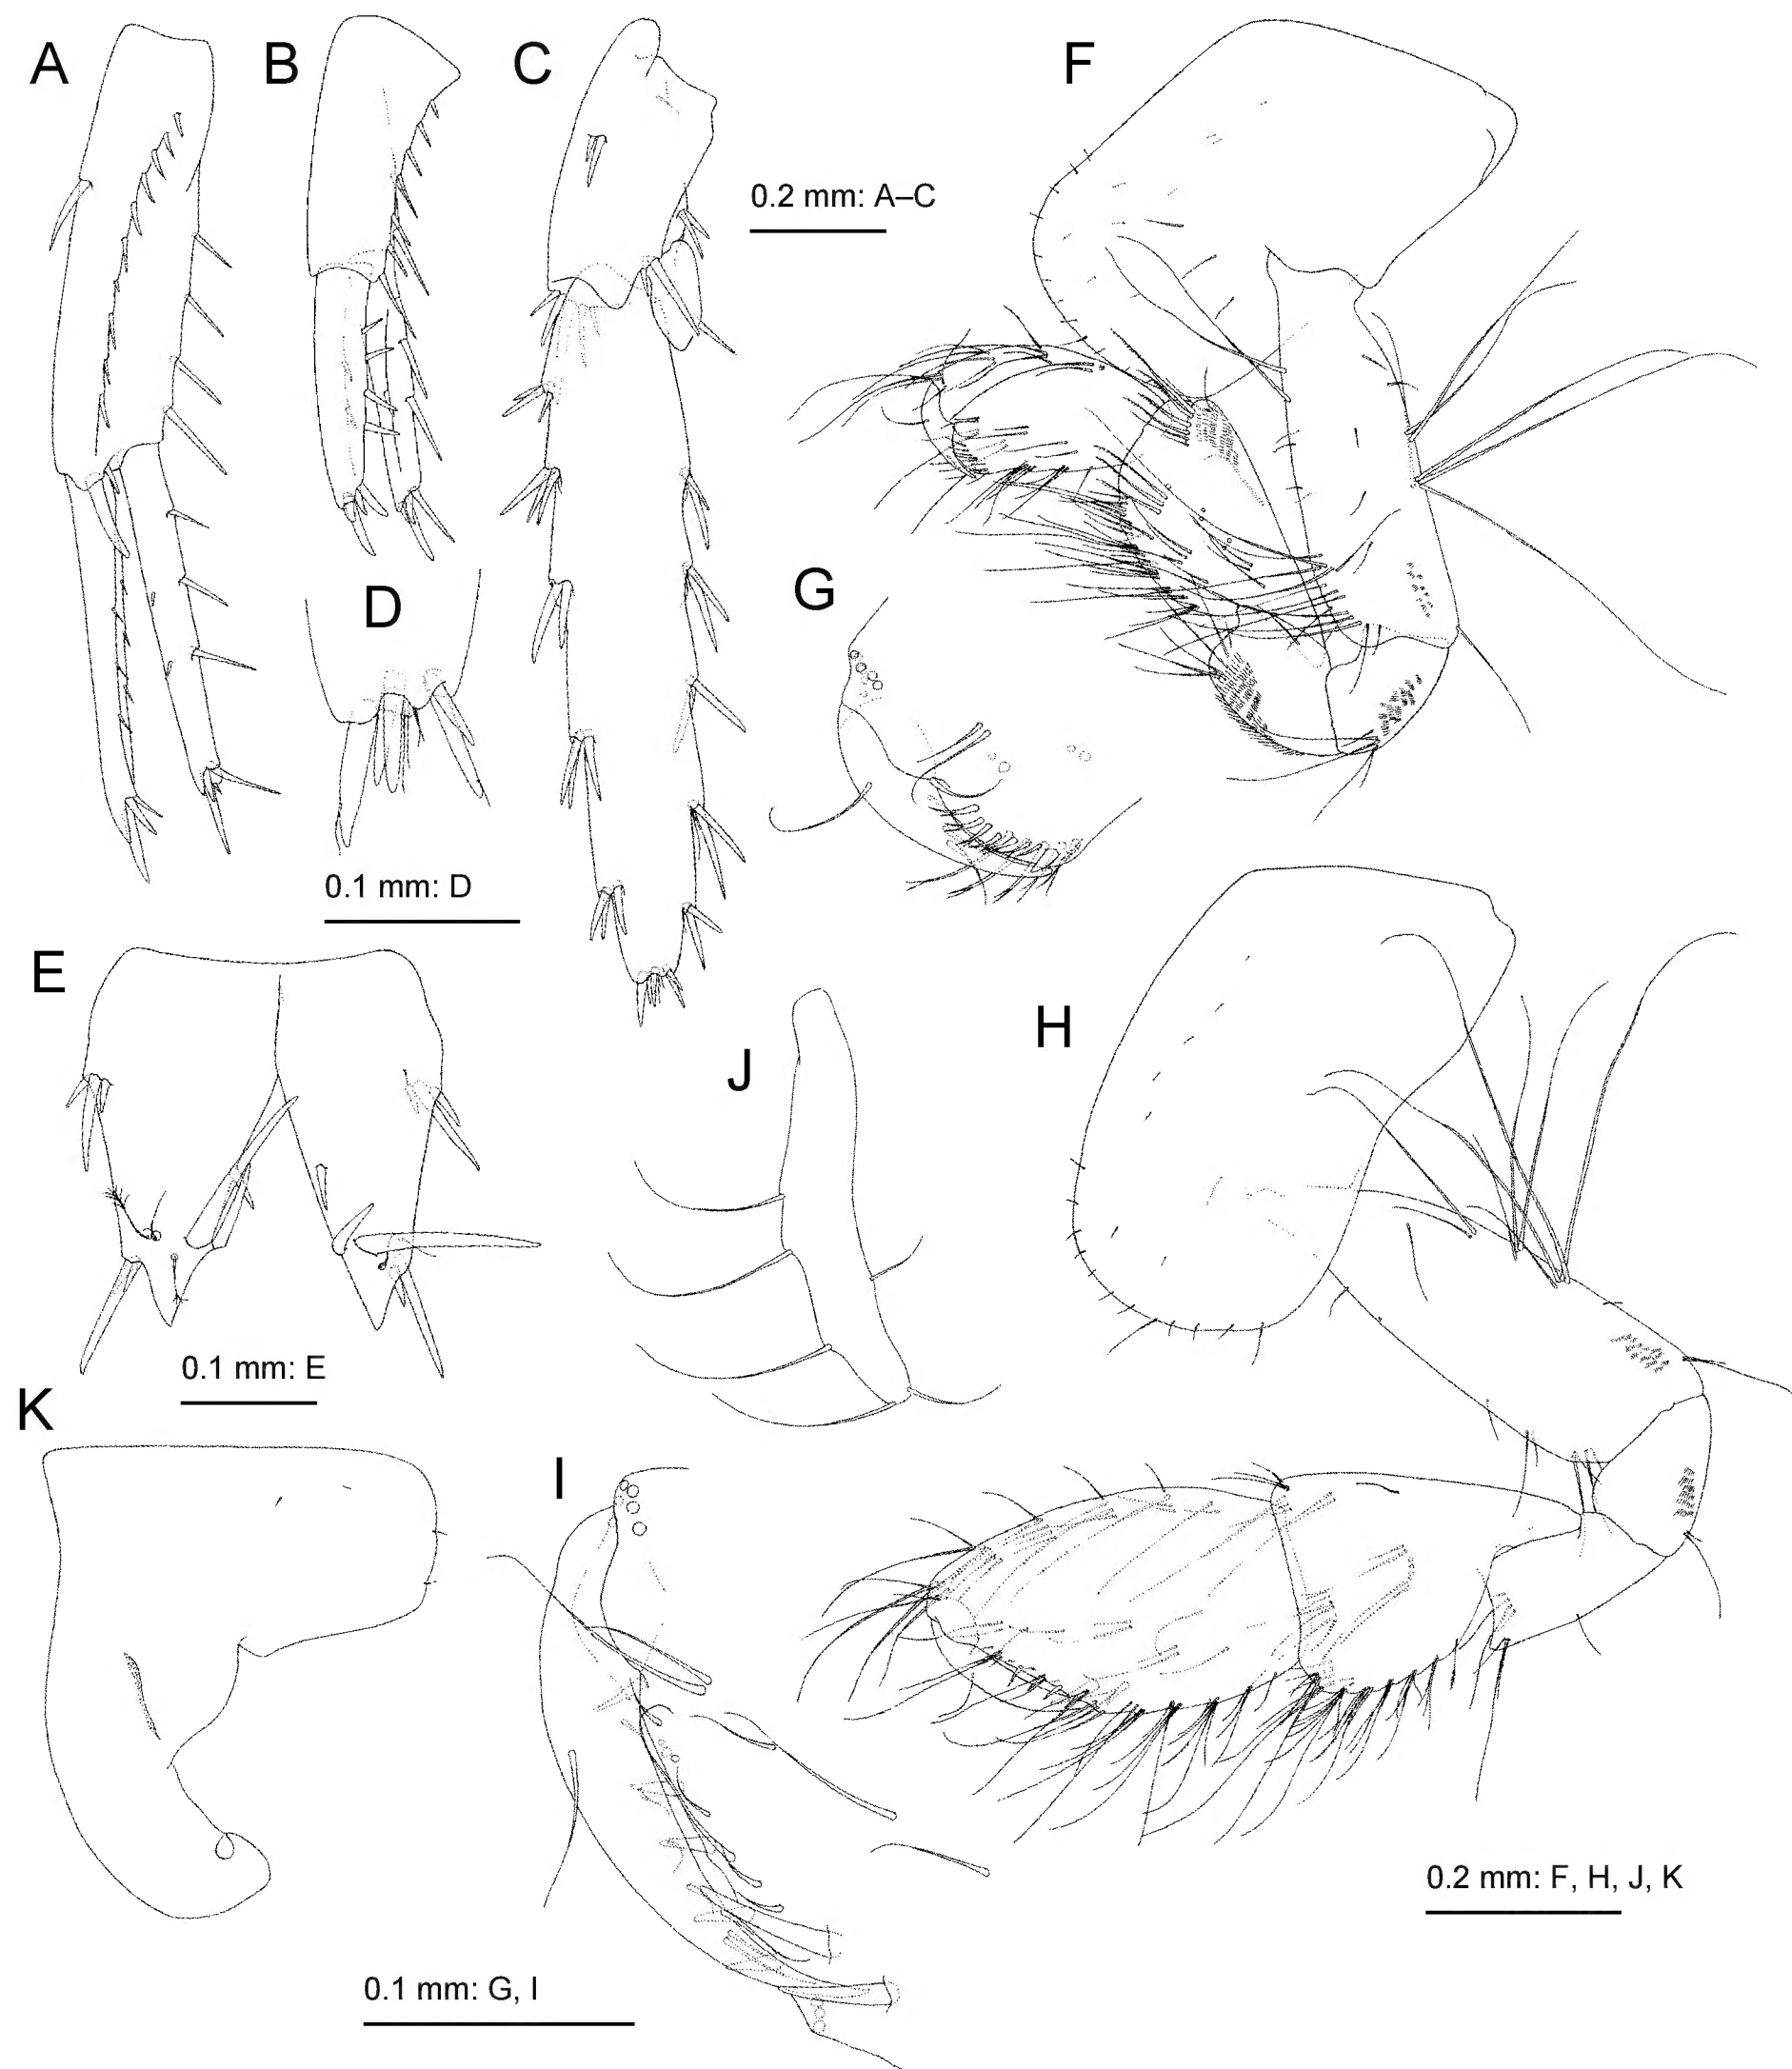 A
B
C
F
0.2 mm: A–C
D
G
0.1 mm: D
E
H
J
0.1 mm: E
K
I
0.2 mm: F, H, J, K
0.1 mm: G, I